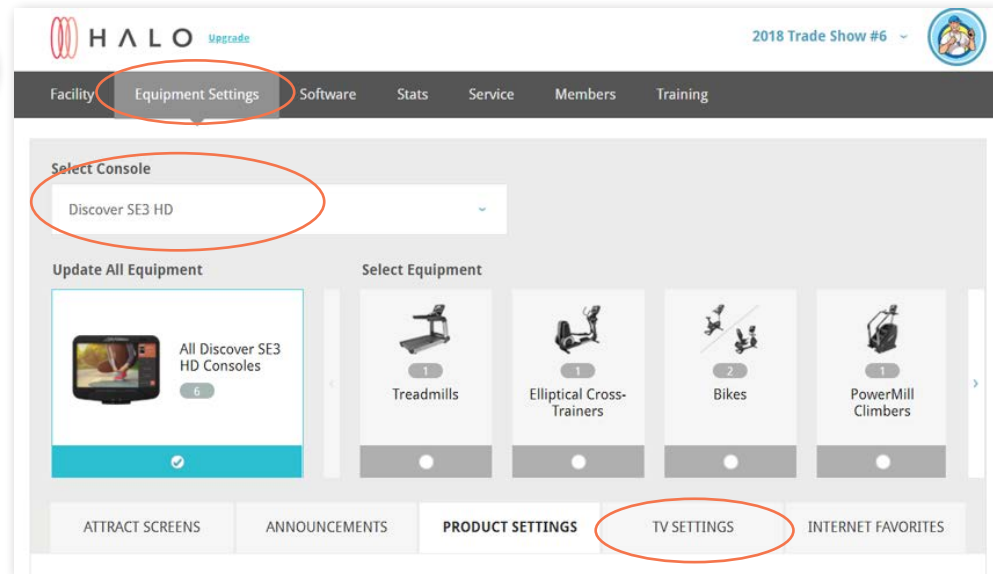 HALO Upgrade
2018 Trade Show #6
Facility Equipment Settings Software Stats Service Members Training
Select Console
Discover SE3 HD
Update All Equipment Select Equipment
All Discover SE3
HD Consoles
6
1
Treadmills
1
Elliptical Cross-
Trainers
2
Bikes
1
PowerMill
Climbers
ATTRACT SCREENS ANNOUNCEMENTS PRODUCT SETTINGS TV SETTINGS INTERNET FAVORITES